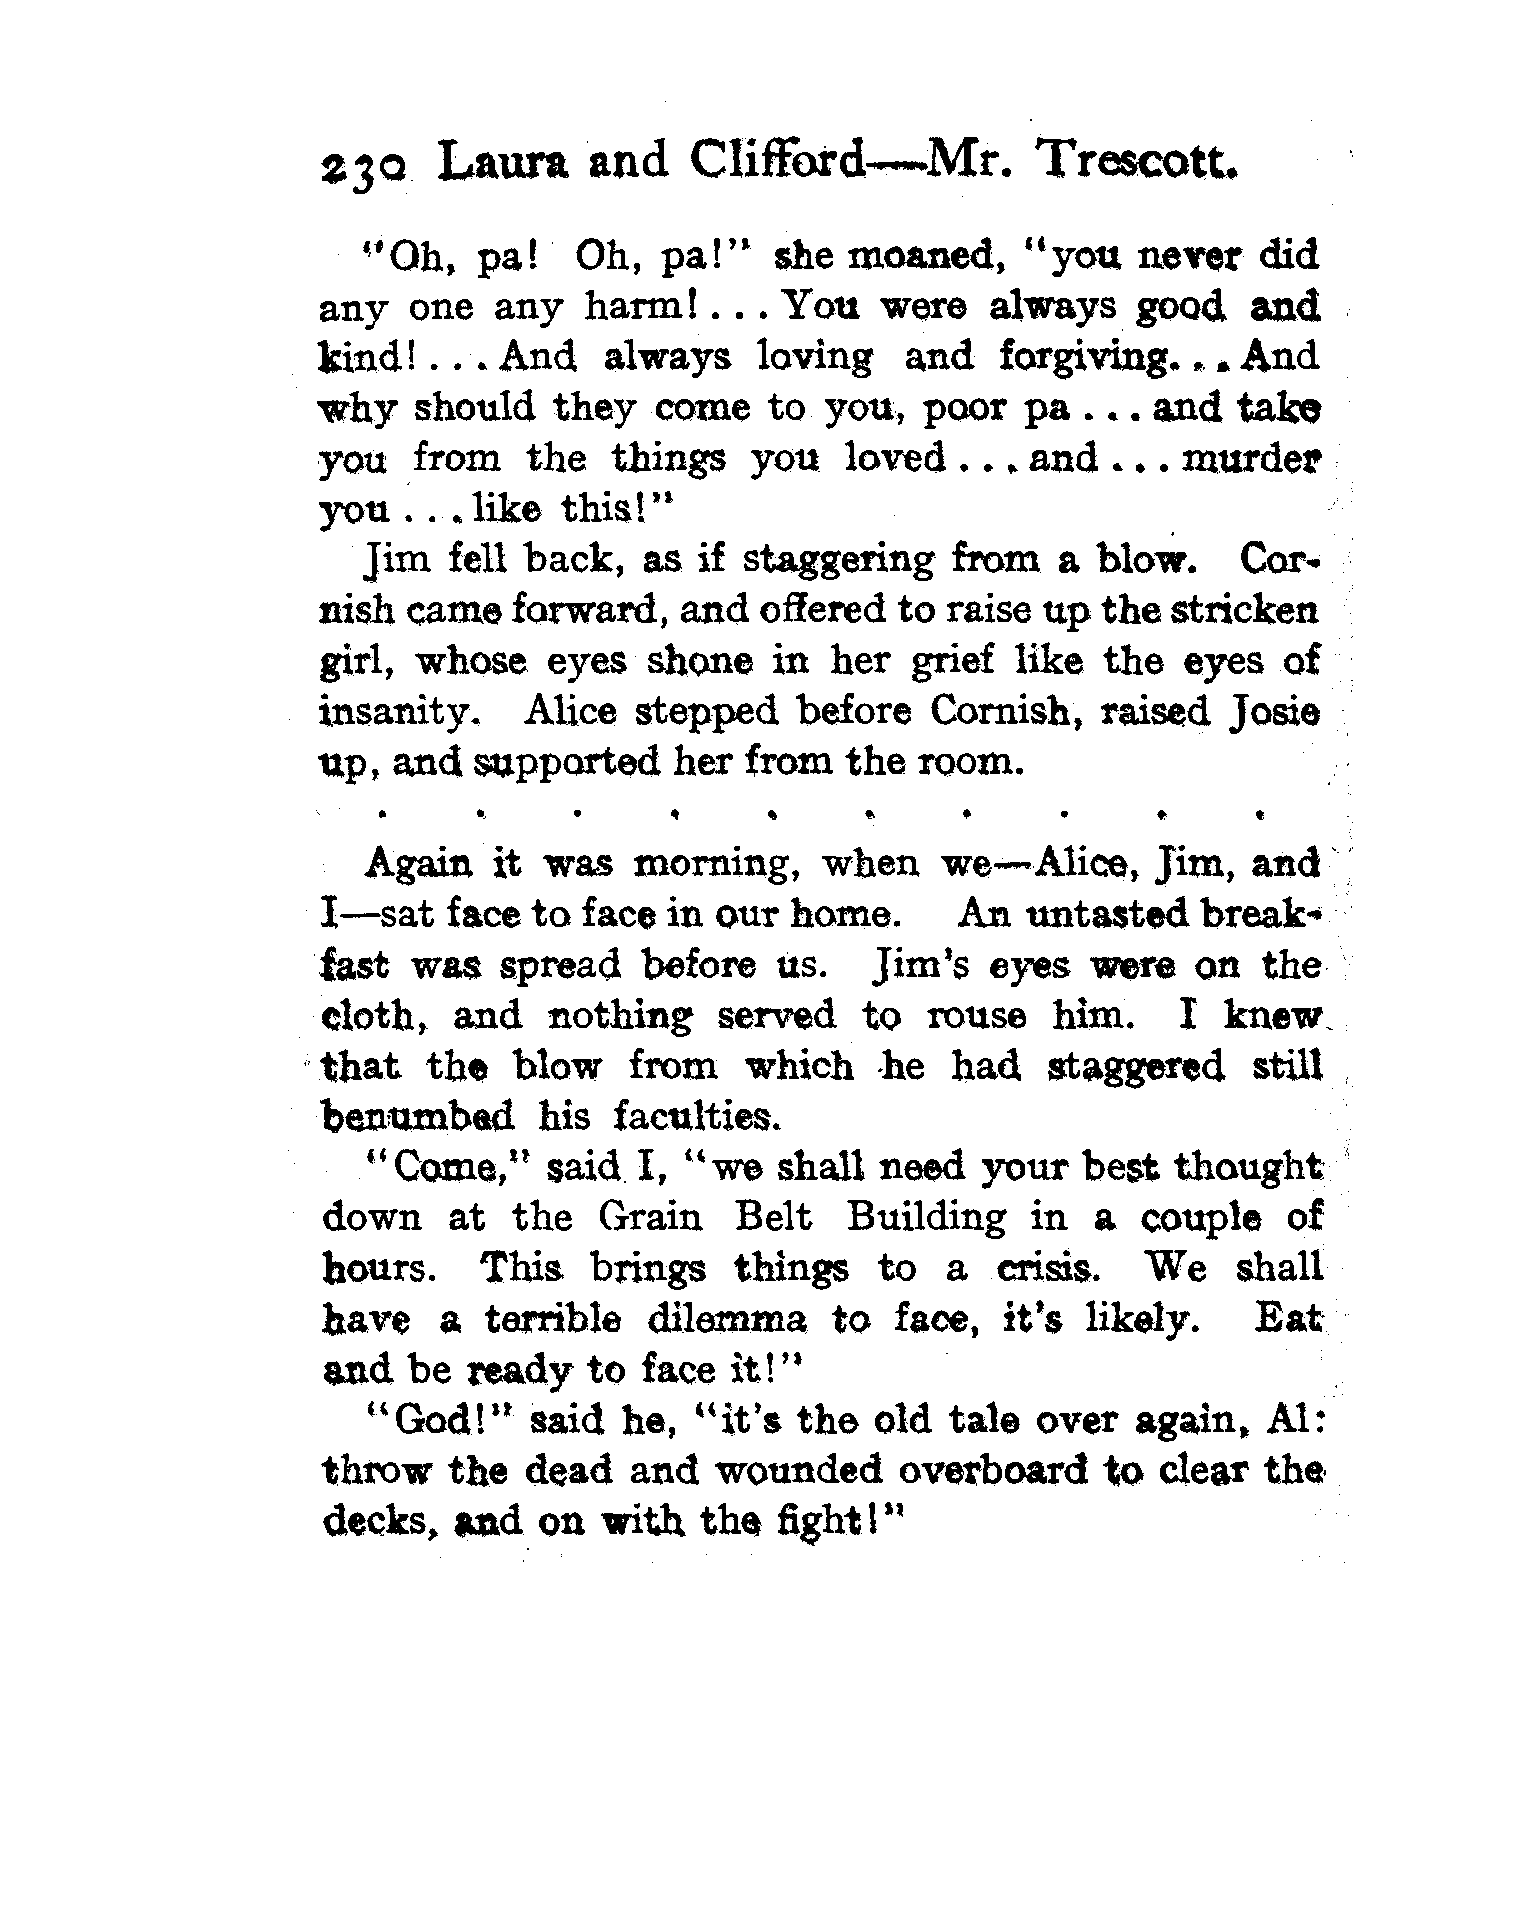 230 Laura and Clifford—Mr. Trescott.
"Oh, pa! Oh, pa!" she moaned, "you never did
any one any harm!... You were always good and
kind!... And always loving and forgiving... And
why should they come to you, poor pa... and take
you from the things you loved... and... murder
you... like this!"
Jim fell back, as if staggering from a blow. Cor-
nish came forward, and offered to raise up the stricken
girl, whose eyes shone in her grief like the eyes of
insanity. Alice stepped before Cornish, raised Josie
up, and supported her from the room.
. . . . . . . . . .
Again it was morning, when we—Alice, Jim, and
I—sat face to face in our home. An untasted break-
fast was spread before us. Jim's eyes were on the
cloth, and nothing served to rouse him. I knew
that the blow from which he had staggered still
benumbed his faculties.
"Come," said I, "we shall need your best thought
down at the Grain Belt Building in a couple of
hours. This brings things to a crisis. We shall
have a terrible dilemma to face, it's likely. Eat
and be ready to face it!"
"God!" said he, "it's the old tale over again, Al:
throw the dead and wounded overboard to clear the
decks, and on with the fight!"